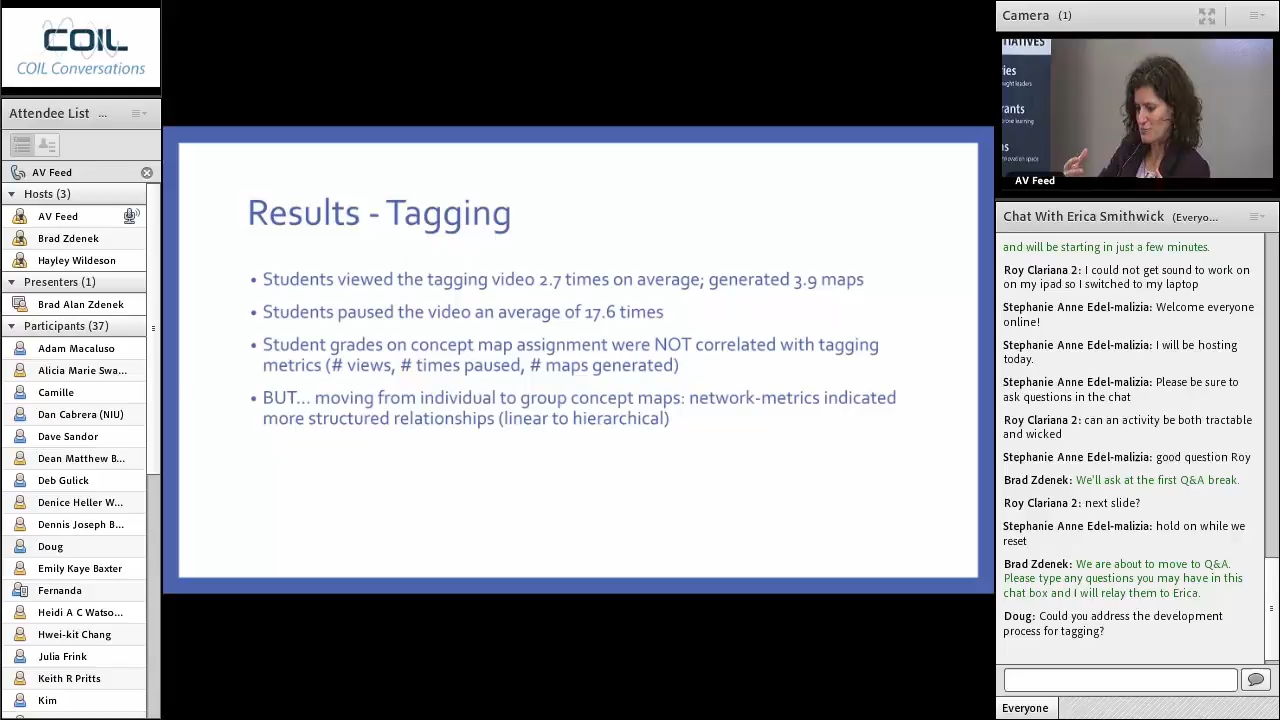 COIL
COIL Conversations
Attendee List ...
AV Feed
Hosts (3)
AV Feed
Brad Zdenek
Hayley Wildeson
Presenters (1)
Brad Alan Zdenek
Participants (37)
Adam Macaluso
Alicia Marie Swa...
Camille
Dan Cabrera (NIU)
Dave Sandor
Dean Matthew B...
Deb Gulick
Denice Heller W...
Dennis Joseph B...
Doug
Emily Kaye Baxter
Fernanda
Heidi A C Watso...
Hwei-kit Chang
Julia Frink
Keith R Pritts
Kim
Results - Tagging
• Students viewed the tagging video 2.7 times on average; generated 3.9 maps
• Students paused the video an average of 17.6 times
• Student grades on concept map assignment were NOT correlated with tagging
metrics (# views, # times paused, # maps generated)
• BUT... moving from individual to group concept maps: network-metrics indicated
more structured relationships (linear to hierarchical)
Camera (1)
AV Feed
Chat With Erica Smithwick (Everyo...
and will be starting in just a few minutes.
Roy Clariana 2: I could not get sound to work on
on my ipad so I switched to my laptop
Stephanie Anne Edel-malizia: Welcome everyone
online!
Stephanie Anne Edel-malizia: I will be hosting
today.
Stephanie Anne Edel-malizia: Please be sure to
ask questions in the chat
Roy Clariana 2: can an activity be both tractable
and wicked
Stephanie Anne Edel-malizia: good question Roy
Brad Zdenek: We'll ask at the first Q&A break.
Roy Clariana 2: next slide?
Stephanie Anne Edel-malizia: hold on while we
reset
Brad Zdenek: We are about to move to Q&A.
Please type any questions you may have in this
chat box and I will relay them to Erica.
Doug: Could you address the development
process for tagging?
Everyone